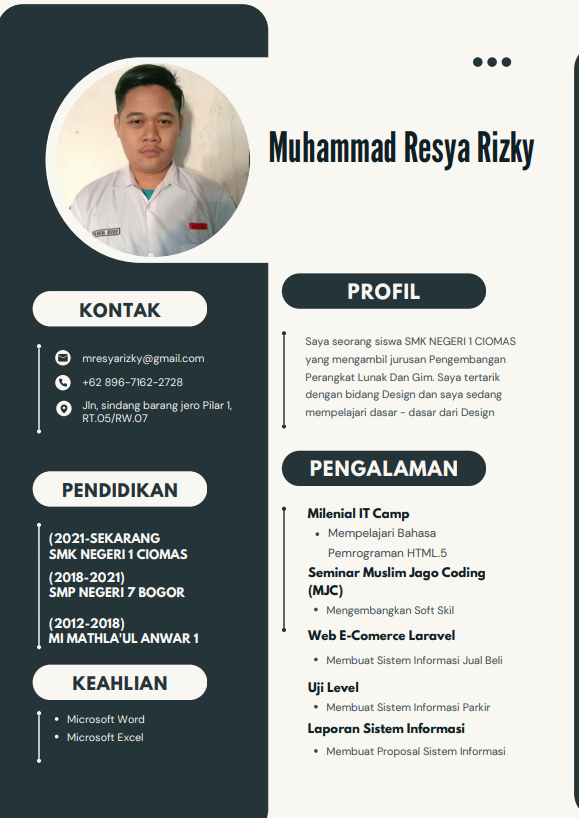 Muhammad Resya Rizky
KONTAK
mresyarizky@gmail.com
+62 896-7162-2728
Jln, sindang barang jero Pilar 1,
RT.05/RW.07
PENDIDIKAN
(2021-SEKARANG
SMK NEGERI 1 CIOMAS
(2018-2021)
SMP NEGERI 7 BOGOR
(2012-2018)
MI MATHLA'UL ANWAR 1
KEAHLIAN
• Microsoft Word
• Microsoft Excel
PROFIL
Saya seorang siswa SMK NEGERI 1 CIOMAS
yang mengambil jurusan Pengembangan
Perangkat Lunak Dan Gim. Saya tertarik
dengan bidang Design dan saya sedang
mempelajari dasar - dasar dari Design
PENGALAMAN
Milenial IT Camp
• Mempelajari Bahasa
Pemrograman HTML.5
Seminar Muslim Jago Coding
(MJC)
• Mengembangkan Soft Skil
Web E-Comerce Laravel
• Membuat Sistem Informasi Jual Beli
Uji Level
• Membuat Sistem Informasi Parkir
Laporan Sistem Informasi
• Membuat Proposal Sistem Informasi